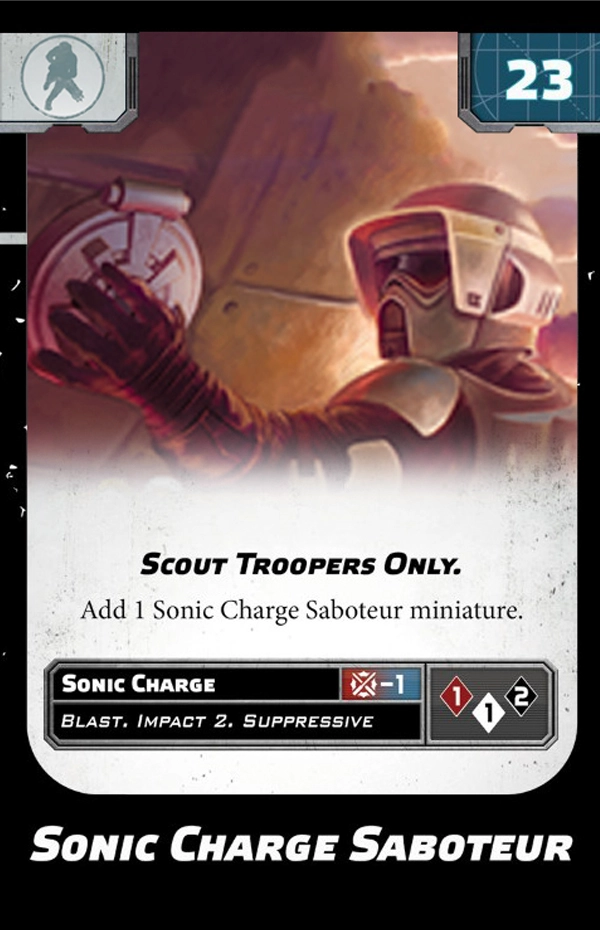 23
Scout Troopers Only.
Add 1 Sonic Charge Saboteur miniature.
Sonic Charge
–1
Blast. Impact 2. Suppressive
1
1
2
Sonic Charge Saboteur